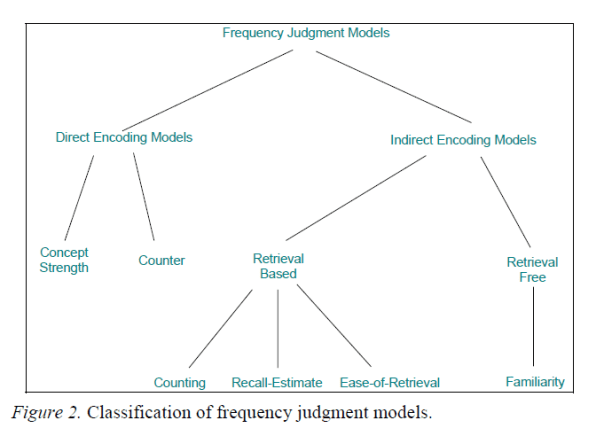 Frequency Judgment Models
Direct Encoding Models
Indirect Encoding Models
Concept
Strength
Counter
Retrieval
Based
Retrieval
Free
Counting
Recall-Estimate
Ease-of-Retrieval
Familiarity
Figure 2. Classification of frequency judgment models.